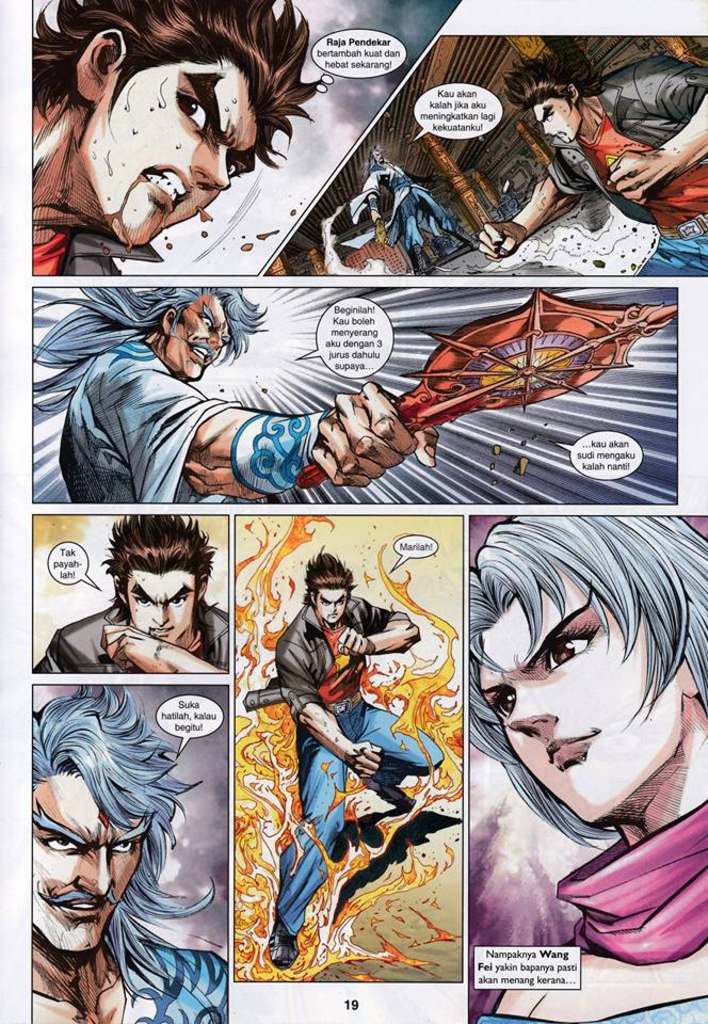 Raja Pendekar
bertambah kuat dan
hebat sekarang!
Kau akan
kalah jika aku
meningkatkan lagi
kekuatanku!
Beginilah!
Kau boleh
menyerang
aku dengan 3
jurus dahulu
supaya...
...kau akan
sudi mengaku
kalah nanti!
Tak
payah-
lah!
Suka
hatilah, kalau
begitu!
Marilah!
Nampaknya Wang
Fei yakin bapanya pasti
akan menang kerana...
19